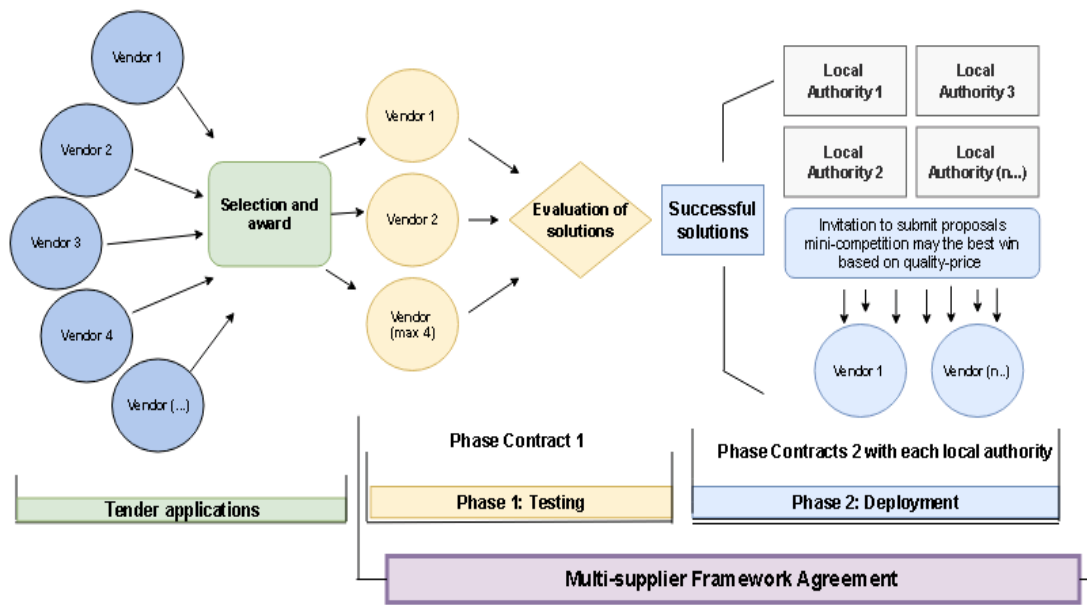 Vendor 1
Vendor 2
Vendor 3
Vendor 4
Vendor (...)
Selection and
award
Vendor 1
Vendor 2
Vendor
(max 4)
Evaluation of
solutions
Successful
solutions
Local
Authority 1
Local
Authority 3
Local
Authority 2
Local
Authority (n...)
Invitation to submit proposals
mini-competition may the best win
based on quality-price
Vendor 1
Vendor (n..)
Phase Contract 1
Phase Contracts 2 with each local authority
Tender applications
Phase 1: Testing
Phase 2: Deployment
Multi-supplier Framework Agreement